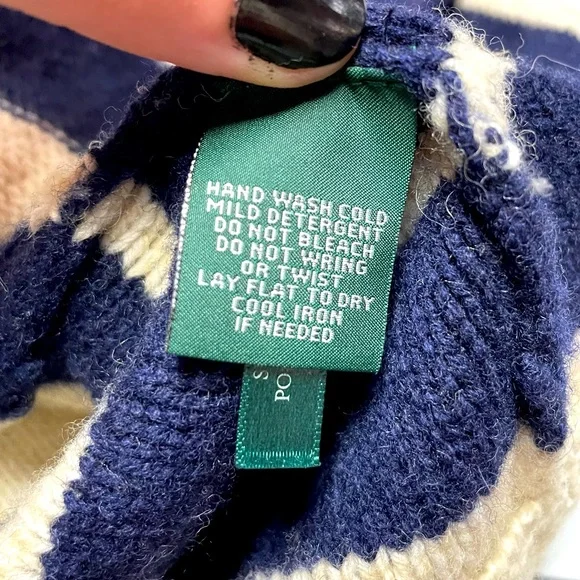 HAND WASH COLD
MILD DETERGENT
DO NOT BLEACH
DO NOT WRING
OR TWIST
LAY FLAT TO DRY
COOL IRON
IF NEEDED
S
PO